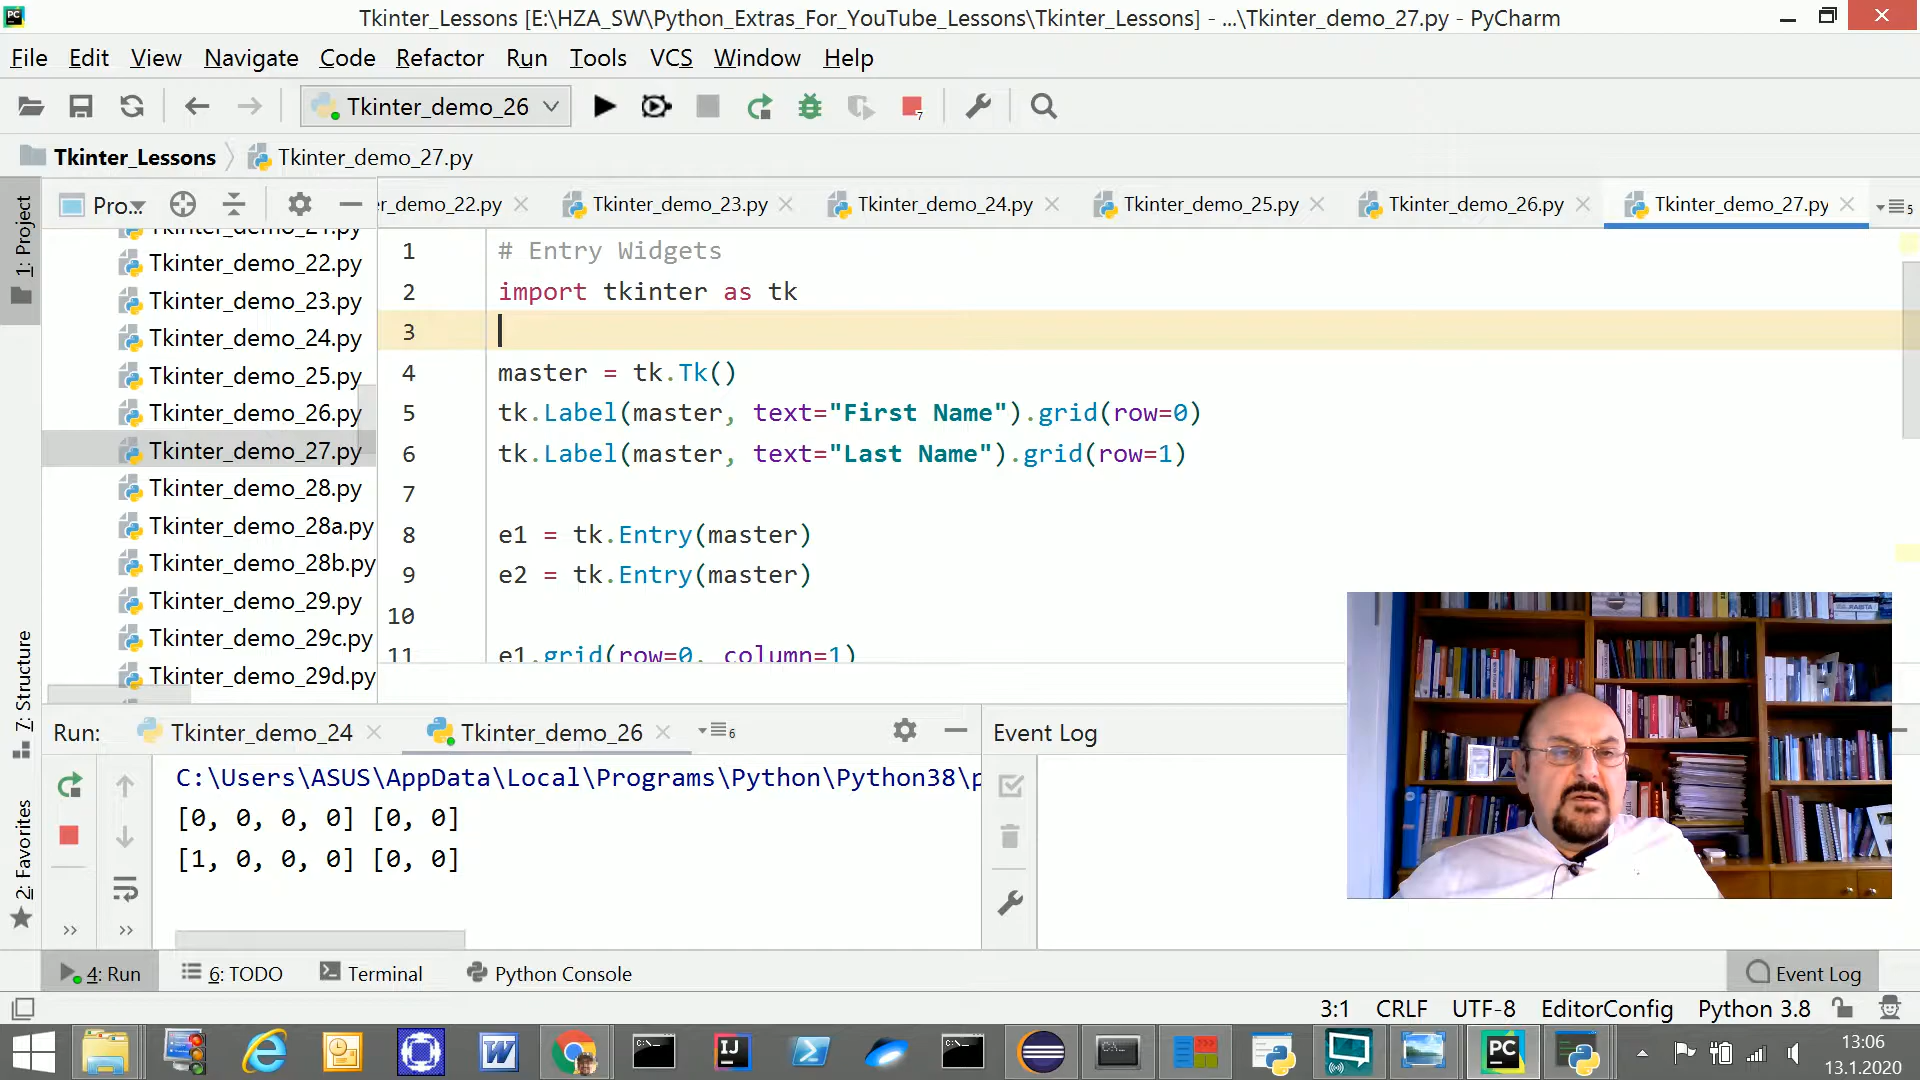 Tkinter_Lessons [E:\HZA_SW\Python_Extras_For_YouTube_Lessons\Tkinter_Lessons] - ...\Tkinter_demo_27.py - PyCharm
File Edit View Navigate Code Refactor Run Tools VCS Window Help
Tkinter_demo_26
7
Tkinter_Lessons Tkinter_demo_27.py
Pro... er_demo_22.py Tkinter_demo_23.py Tkinter_demo_24.py Tkinter_demo_25.py Tkinter_demo_26.py Tkinter_demo_27.py 5
1: Project
7: Structure
2: Favorites
Tkinter_demo_21.py
Tkinter_demo_22.py
Tkinter_demo_23.py
Tkinter_demo_24.py
Tkinter_demo_25.py
Tkinter_demo_26.py
Tkinter_demo_27.py
Tkinter_demo_28.py
Tkinter_demo_28a.py
Tkinter_demo_28b.py
Tkinter_demo_29.py
Tkinter_demo_29c.py
Tkinter_demo_29d.py
1 # Entry Widgets
2 import tkinter as tk
3
4 master = tk.Tk()
5 tk.Label(master, text="First Name").grid(row=0)
6 tk.Label(master, text="Last Name").grid(row=1)
7
8 e1 = tk.Entry(master)
9 e2 = tk.Entry(master)
10
11 e1.grid(row=0, column=1)
Run: Tkinter_demo_24 Tkinter_demo_26 6
Event Log
C:\Users\ASUS\AppData\Local\Programs\Python\Python38\p
[0, 0, 0, 0] [0, 0]
[1, 0, 0, 0] [0, 0]
4: Run 6: TODO Terminal Python Console Event Log
3:1 CRLF UTF-8 EditorConfig Python 3.8
13:06
13.1.2020